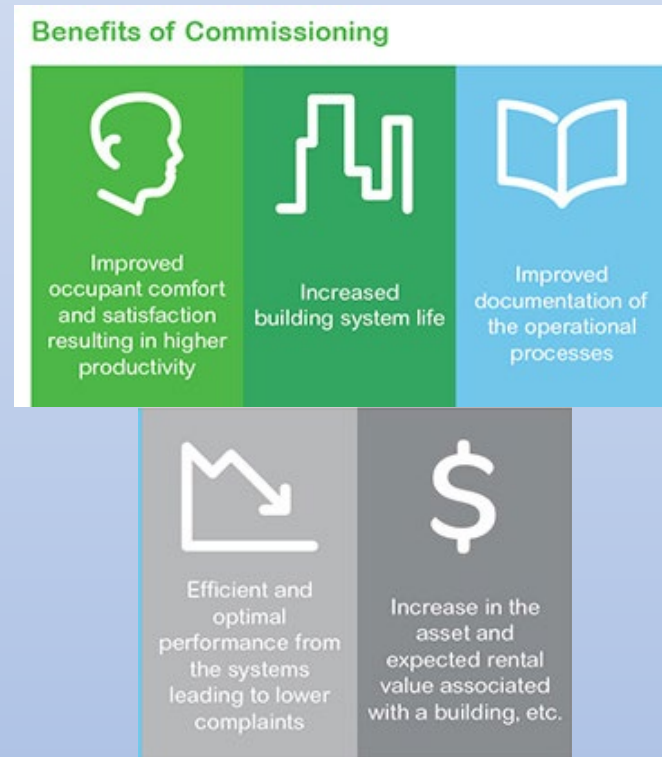 Benefits of Commissioning
Improved
occupant comfort
and satisfaction
resulting in higher
productivity
Increased
building system life
Improved
documentation of
the operational
processes
Efficient and
optimal
performance from
the systems
leading to lower
complaints
$
Increase in the
asset and
expected rental
value associated
with a building, etc.